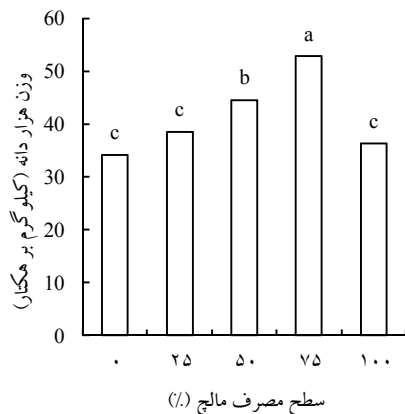 وزن هزار دانه (کیلوگرم بر هکتار)
60
50
40
30
20
10
0
c
c
b
a
c
۰
۲۵
۵۰
۷۵
۱۰۰
سطح مصرف مالچ (٪)